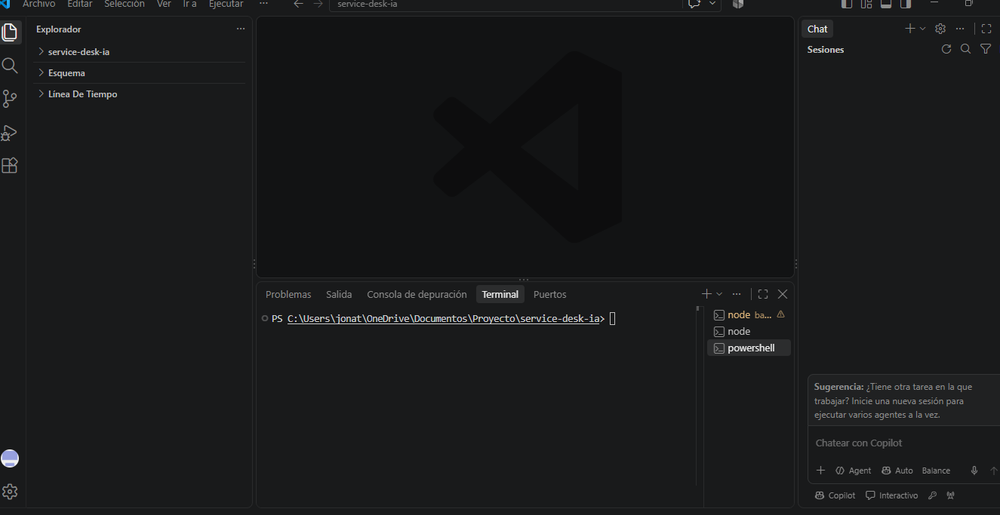 Archivo Editar Selección Ver Ir a Ejecutar ··· service-desk-ia
Explorador
service-desk-ia
Esquema
Línea De Tiempo
Problemas Salida Consola de depuración Terminal Puertos
PS C:\Users\jonat\OneDrive\Documentos\Proyecto\service-desk-ia>
node ba...
node
powershell
Chat
Sesiones
Sugerencia: ¿Tiene otra tarea en la que
trabajar? Inicie una nueva sesión para
ejecutar varios agentes a la vez.
Chatear con Copilot
Agent Auto Balance
Copilot Interactivo